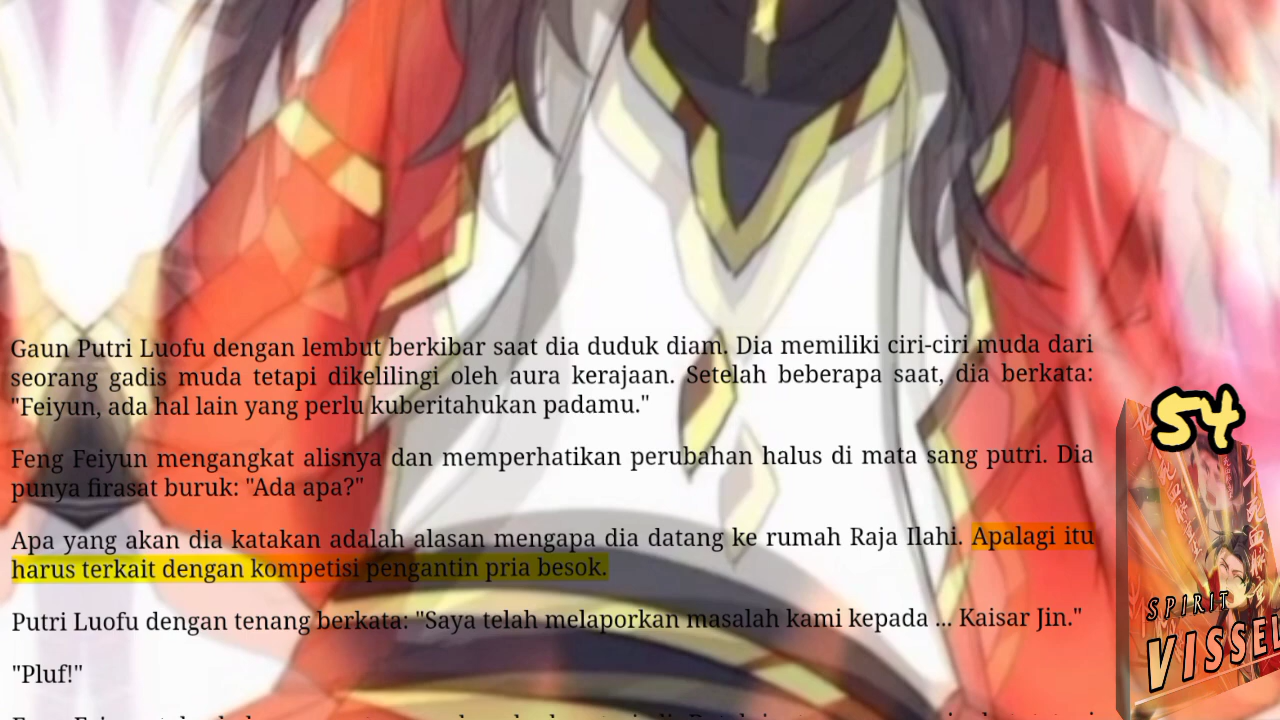 Gaun Putri Luofu dengan lembut berkibar saat dia duduk diam. Dia memiliki ciri-ciri muda dari
seorang gadis muda tetapi dikelilingi oleh aura kerajaan. Setelah beberapa saat, dia berkata:
"Feiyun, ada hal lain yang perlu kuberitahukan padamu."
Feng Feiyun mengangkat alisnya dan memperhatikan perubahan halus di mata sang putri. Dia
punya firasat buruk: "Ada apa?"
Apa yang akan dia katakan adalah alasan mengapa dia datang ke rumah Raja Ilahi. Apalagi itu
harus terkait dengan kompetisi pengantin pria besok.
Putri Luofu dengan tenang berkata: "Saya telah melaporkan masalah kami kepada ... Kaisar Jin."
"Pluf!"
54
SPIRIT
VISSEL